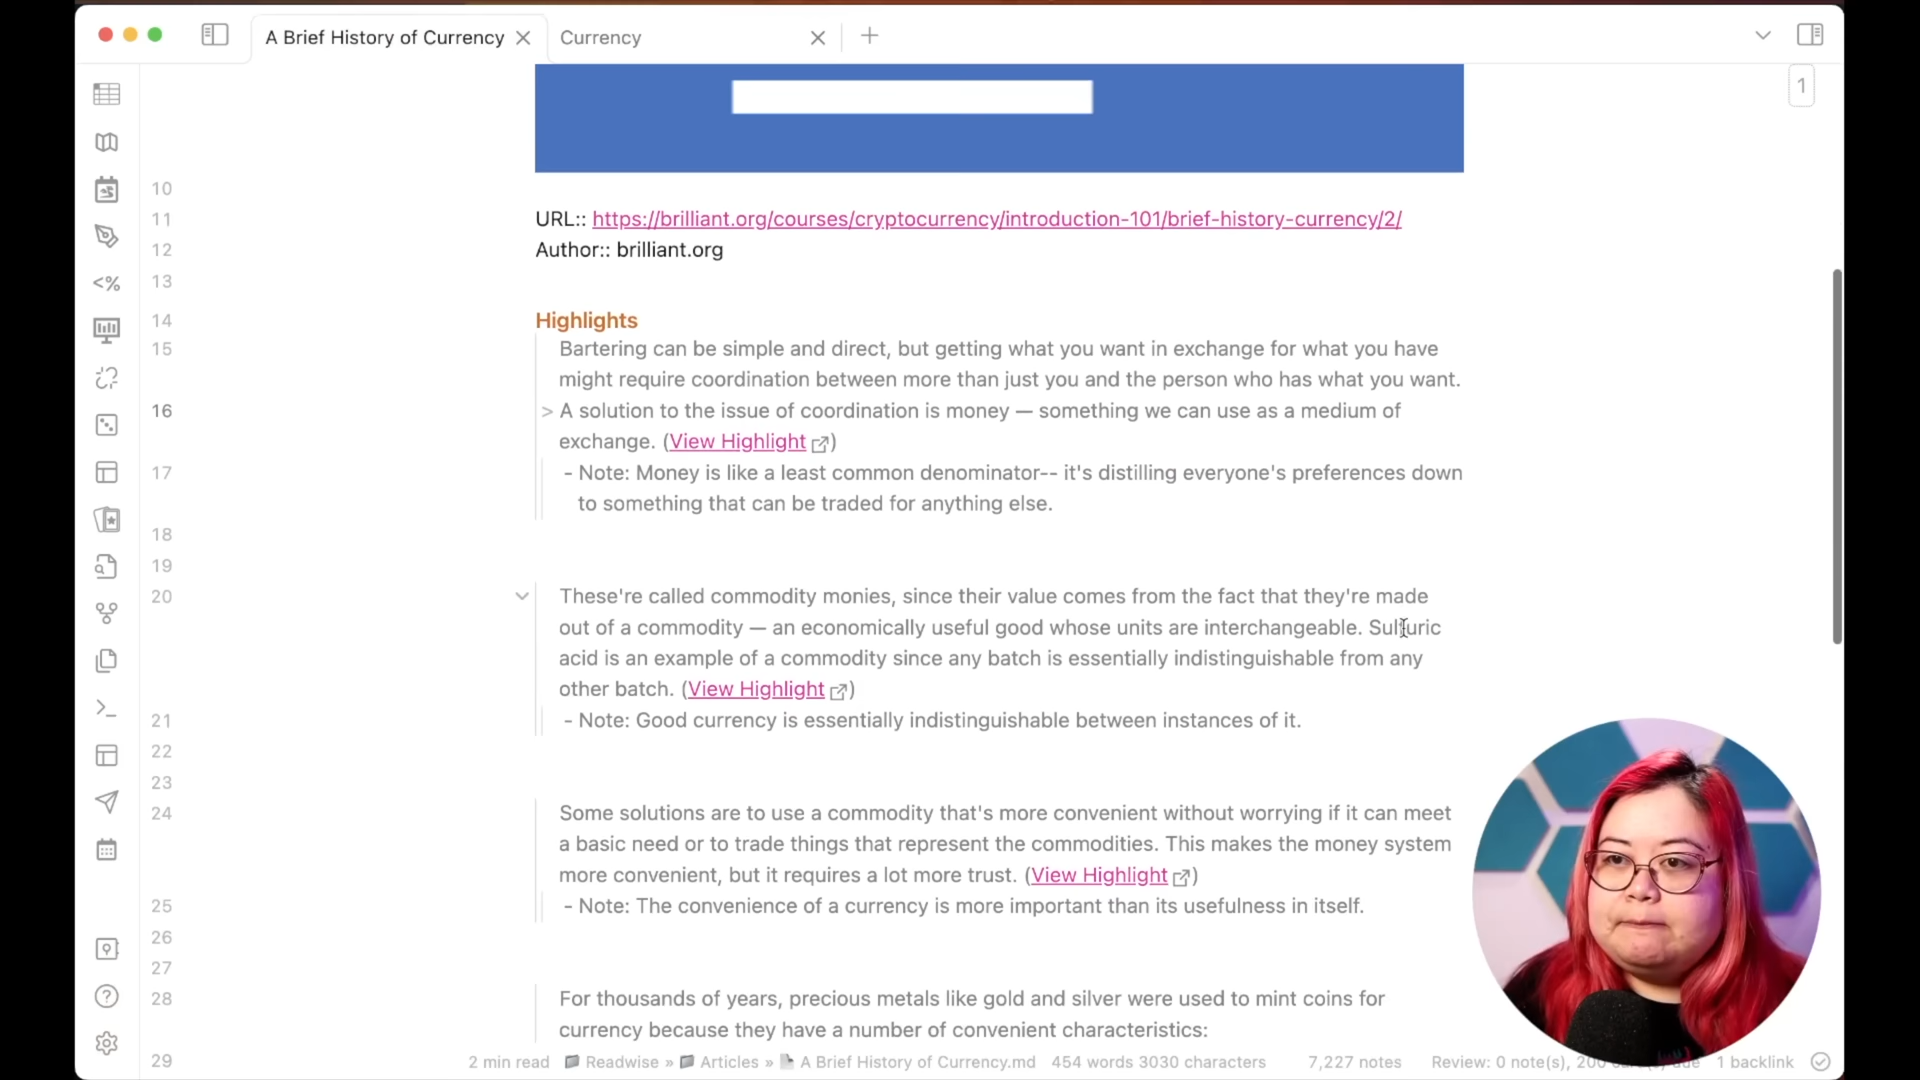 A Brief History of Currency
Currency
1
10
11
URL:: https://brilliant.org/courses/cryptocurrency/introduction-101/brief-history-currency/2/
12
Author:: brilliant.org
13
14
Highlights
15
Bartering can be simple and direct, but getting what you want in exchange for what you have
might require coordination between more than just you and the person who has what you want.
16
> A solution to the issue of coordination is money — something we can use as a medium of
exchange. (View Highlight)
17
- Note: Money is like a least common denominator-- it's distilling everyone's preferences down
to something that can be traded for anything else.
18
19
20
These're called commodity monies, since their value comes from the fact that they're made
out of a commodity — an economically useful good whose units are interchangeable. Sulfuric
acid is an example of a commodity since any batch is essentially indistinguishable from any
other batch. (View Highlight)
21
- Note: Good currency is essentially indistinguishable between instances of it.
22
23
24
Some solutions are to use a commodity that's more convenient without worrying if it can meet
a basic need or to trade things that represent the commodities. This makes the money system
more convenient, but it requires a lot more trust. (View Highlight)
25
- Note: The convenience of a currency is more important than its usefulness in itself.
26
27
28
For thousands of years, precious metals like gold and silver were used to mint coins for
currency because they have a number of convenient characteristics:
29
2 min read Readwise » Articles » A Brief History of Currency.md 454 words 3030 characters 7,227 notes Review: 0 note(s), 1 backlink